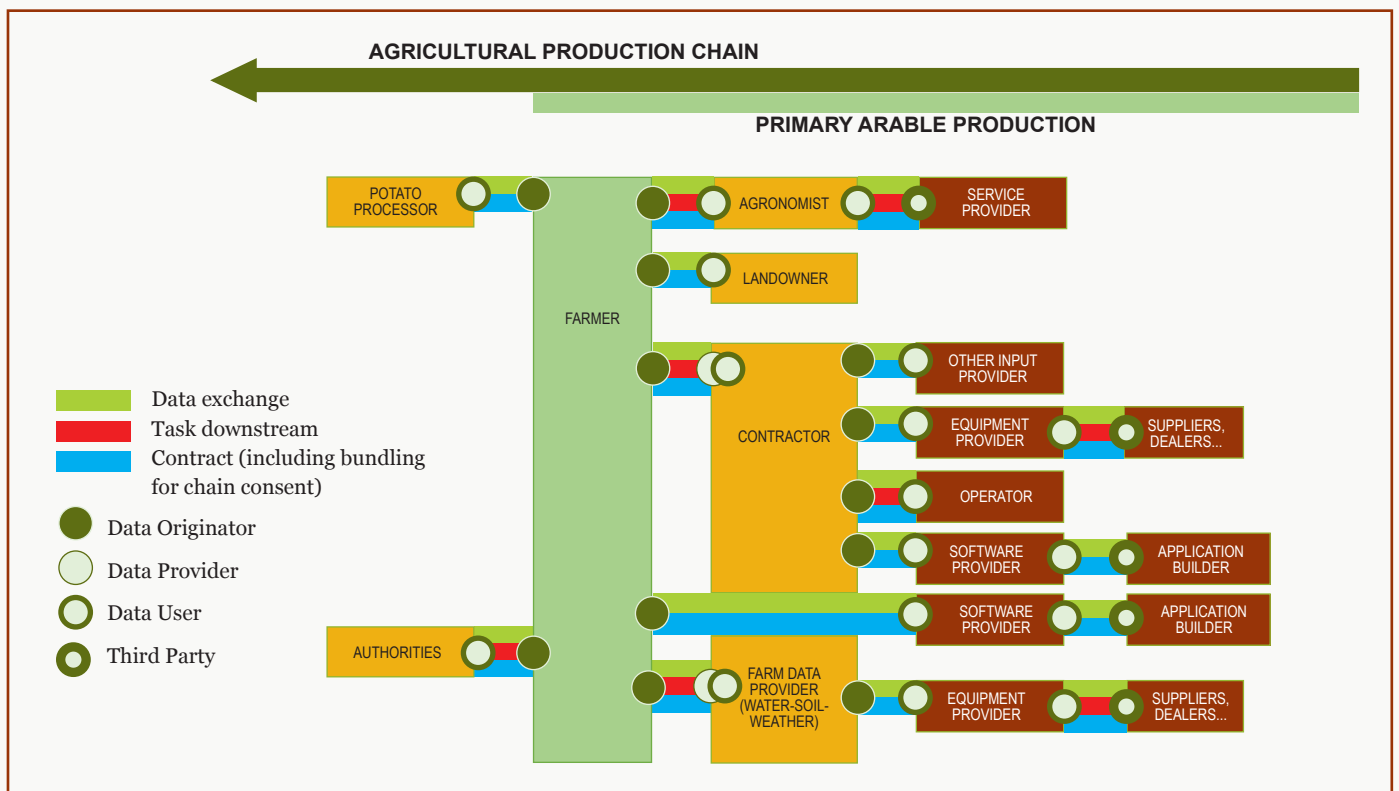 AGRICULTURAL PRODUCTION CHAIN
PRIMARY ARABLE PRODUCTION
POTATO
PROCESSOR
FARMER
AGRONOMIST
SERVICE
PROVIDER
LANDOWNER
CONTRACTOR
OTHER INPUT
PROVIDER
EQUIPMENT
PROVIDER
SUPPLIERS,
DEALERS...
OPERATOR
SOFTWARE
PROVIDER
APPLICATION
BUILDER
SOFTWARE
PROVIDER
APPLICATION
BUILDER
AUTHORITIES
FARM DATA
PROVIDER
(WATER-SOIL-
WEATHER)
EQUIPMENT
PROVIDER
SUPPLIERS,
DEALERS...
Data exchange
Task downstream
Contract (including bundling
for chain consent)
Data Originator
Data Provider
Data User
Third Party